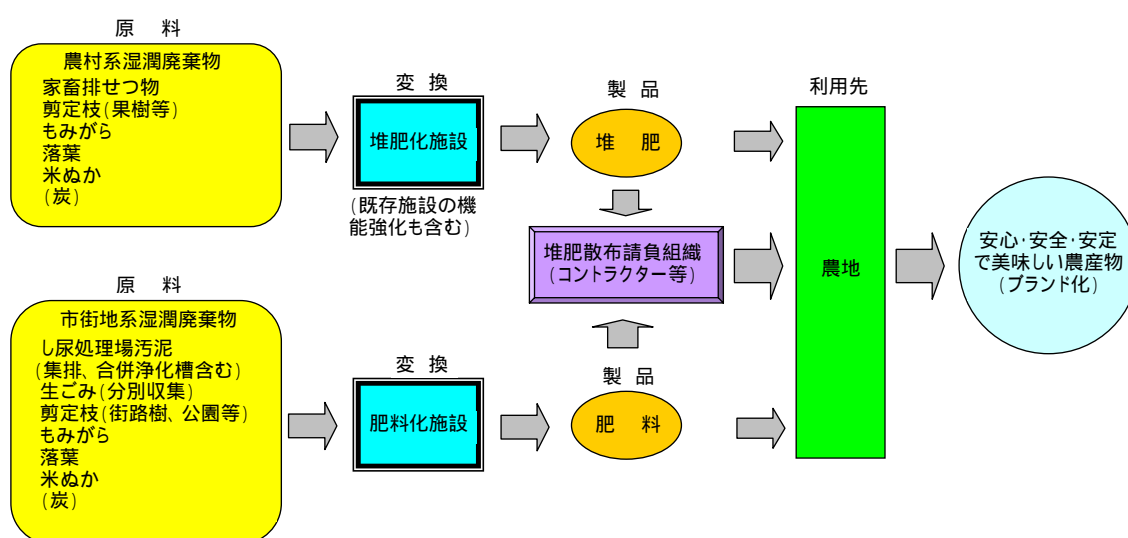 原 料
農村系湿潤廃棄物
家畜排せつ物
剪定枝(果樹等)
もみがら
落葉
米ぬか
(炭)
変 換
堆肥化施設
(既存施設の機
能強化も含む)
製 品
堆 肥
堆肥散布請負組織
(コントラクター等)
利用先
農地
安心・安全・安定
で美味しい農産物
(ブランド化)
原 料
市街地系湿潤廃棄物
し尿処理場汚泥
(集排、合併浄化槽含む)
生ごみ(分別収集)
剪定枝(街路樹、公園等)
もみがら
落葉
米ぬか
(炭)
変 換
肥料化施設
製 品
肥 料